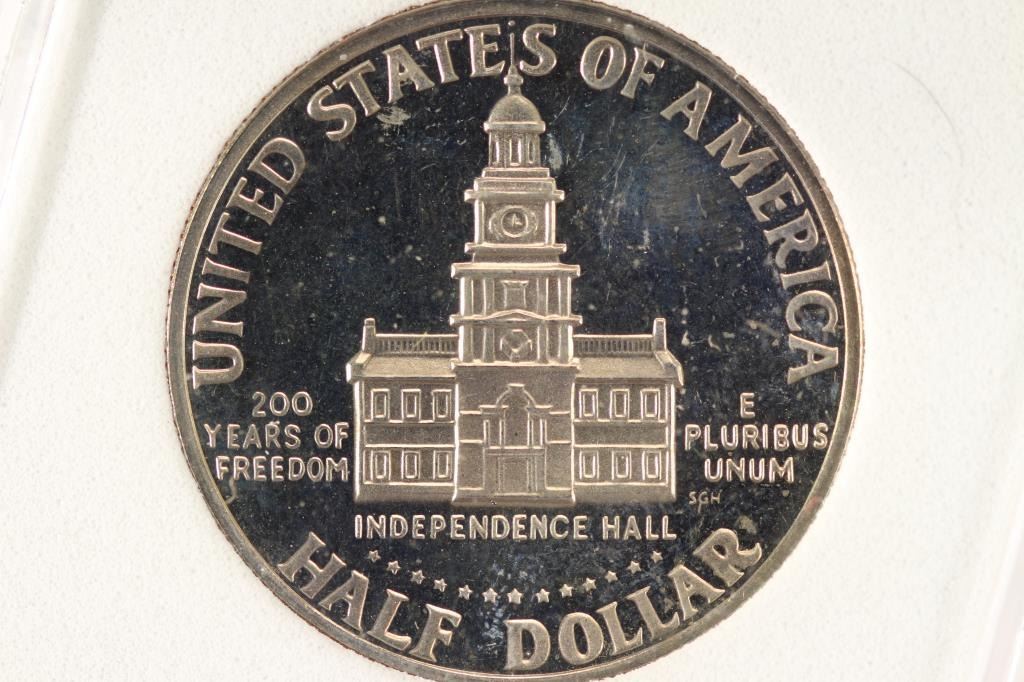 UNITED STATES OF AMERICA
200
YEARS OF
FREEDOM
E
PLURIBUS
UNUM
SGH
INDEPENDENCE HALL
HALF DOLLAR